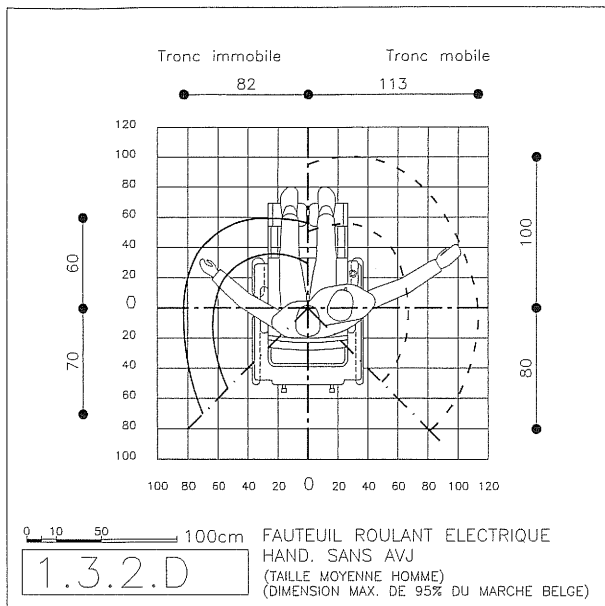 Tronc immobile Tronc mobile
82 113
120
100
80
60
40
20
0
20
40
60
80
100
60
70
100
80
100 80 60 40 20 0 20 40 60 80 100 120
0 10 50 100cm
FAUTEUIL ROULANT ELECTRIQUE
HAND. SANS AVJ
(TAILLE MOYENNE HOMME)
(DIMENSION MAX. DE 95% DU MARCHE BELGE)
1.3.2.D